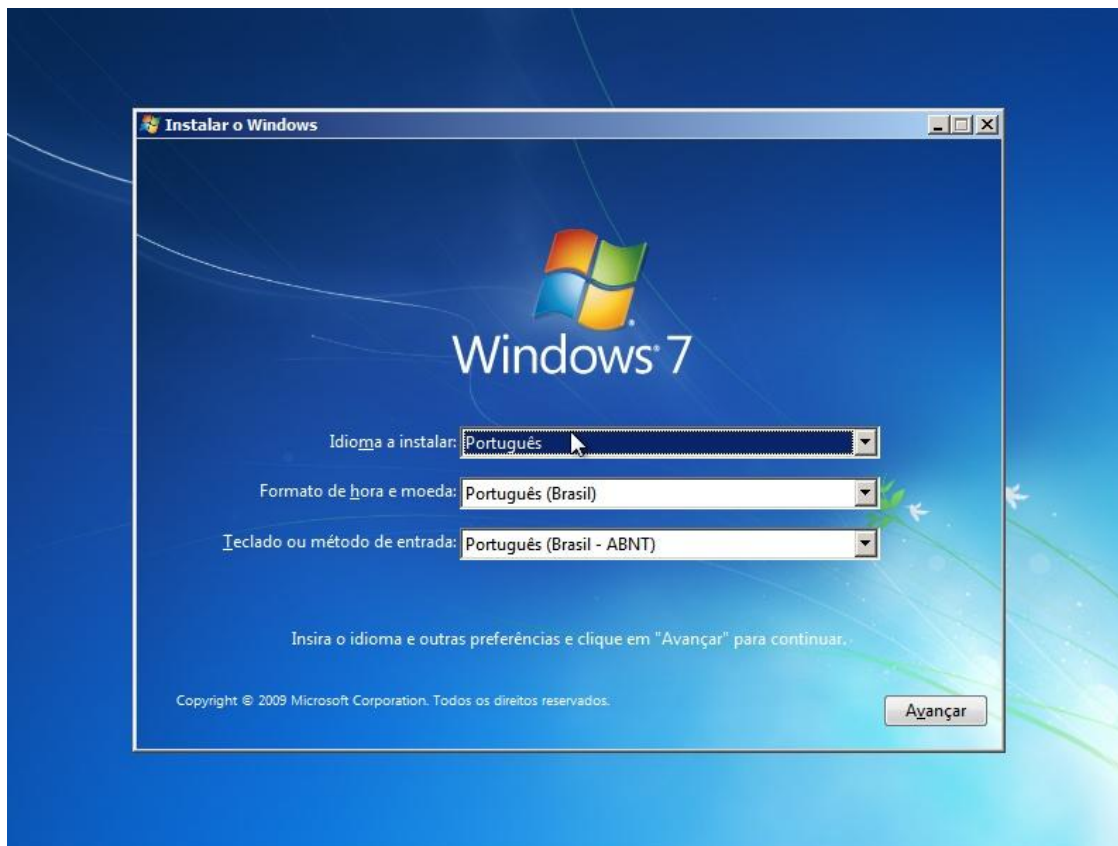 Instalar o Windows
Windows® 7
Idioma a instalar: Português
Formato de hora e moeda: Português (Brasil)
Teclado ou método de entrada: Português (Brasil - ABNT)
Insira o idioma e outras preferências e clique em "Avançar" para continuar.
Copyright © 2009 Microsoft Corporation. Todos os direitos reservados.
Avançar